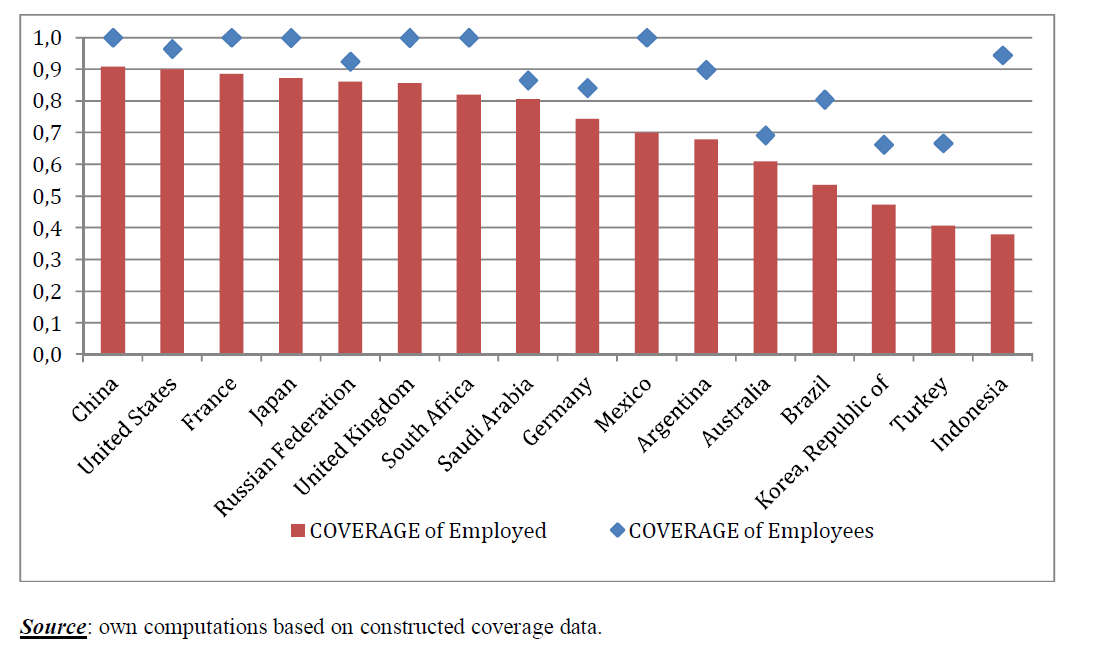 1,0
0,9
0,8
0,7
0,6
0,5
0,4
0,3
0,2
0,1
0,0
China
United States
France
Japan
Russian Federation
United Kingdom
South Africa
Saudi Arabia
Germany
Mexico
Argentina
Australia
Brazil
Korea, Republic of
Turkey
Indonesia
COVERAGE of Employed
COVERAGE of Employees
Source: own computations based on constructed coverage data.